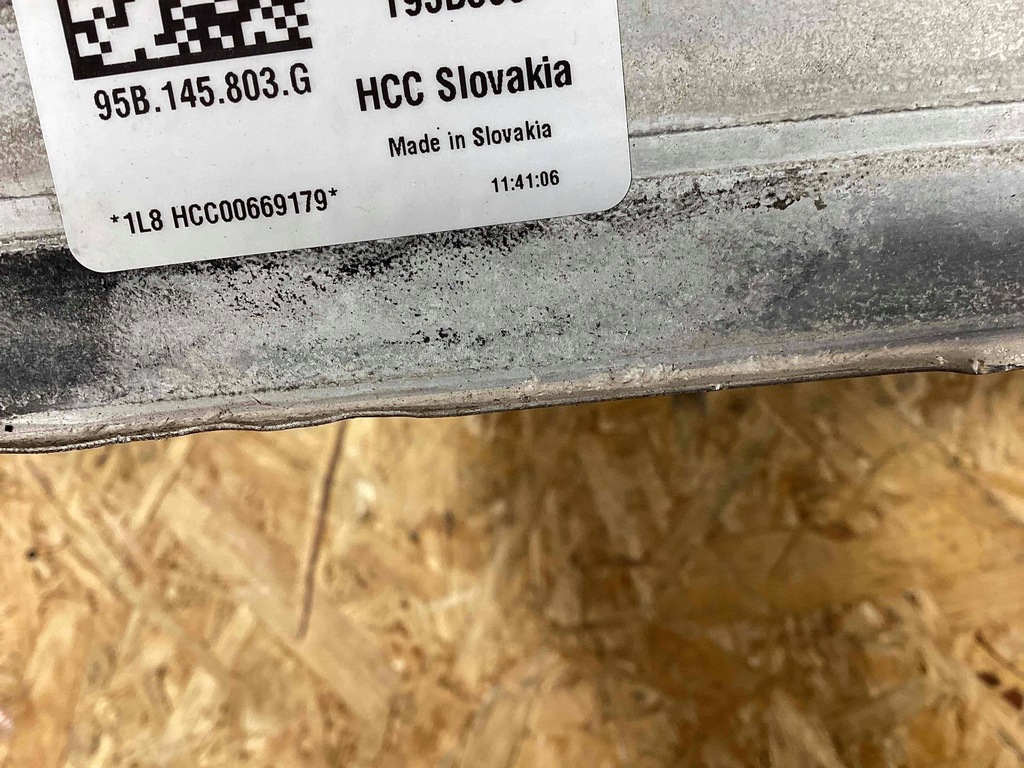 95B.145.803.G
HCC Slovakia
Made in Slovakia
11:41:06
*1L8 HCC00669179*